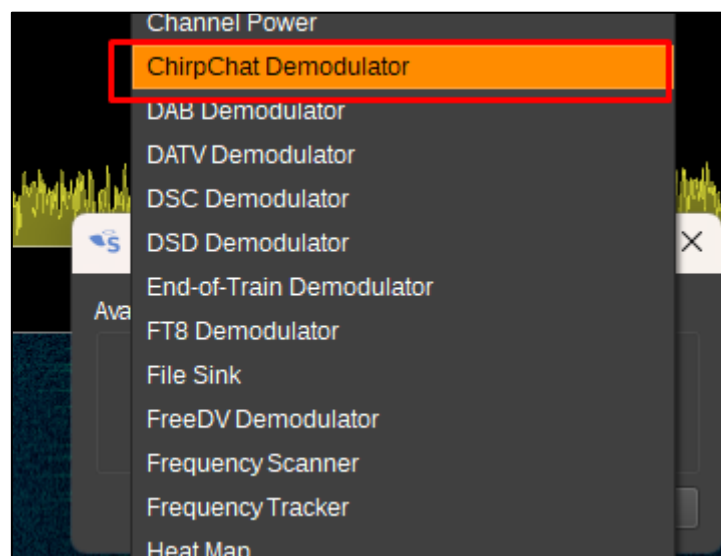 Channel Power
ChirpChat Demodulator
DAB Demodulator
DATV Demodulator
DSC Demodulator
S
DSD Demodulator
End-of-Train Demodulator
Ava
FT8 Demodulator
File Sink
FreeDV Demodulator
Frequency Scanner
Frequency Tracker
Heat Map